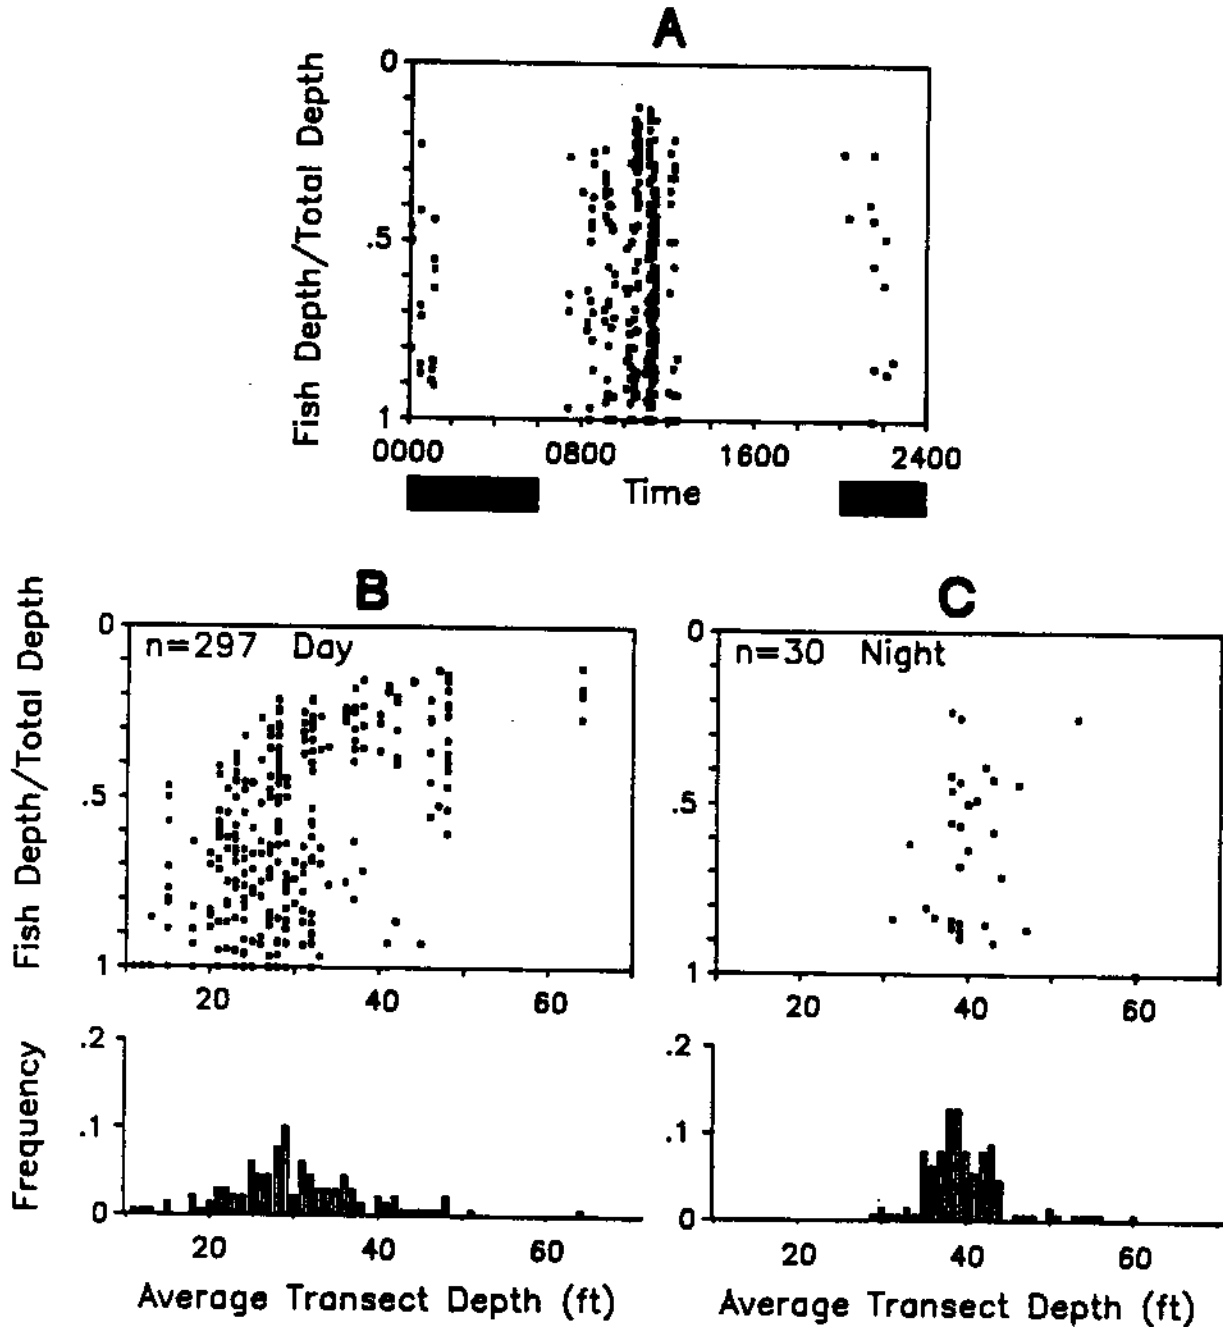 A
Fish Depth/Total Depth
0
.5
1
0000 0800 1600 2400
Time
B
Fish Depth/Total Depth
n=297 Day
0
.5
1
20 40 60
Frequency
.2
.1
0
20 40 60
Average Transect Depth (ft)
C
n=30 Night
0
.5
1
20 40 60
.2
.1
0
20 40 60
Average Transect Depth (ft)